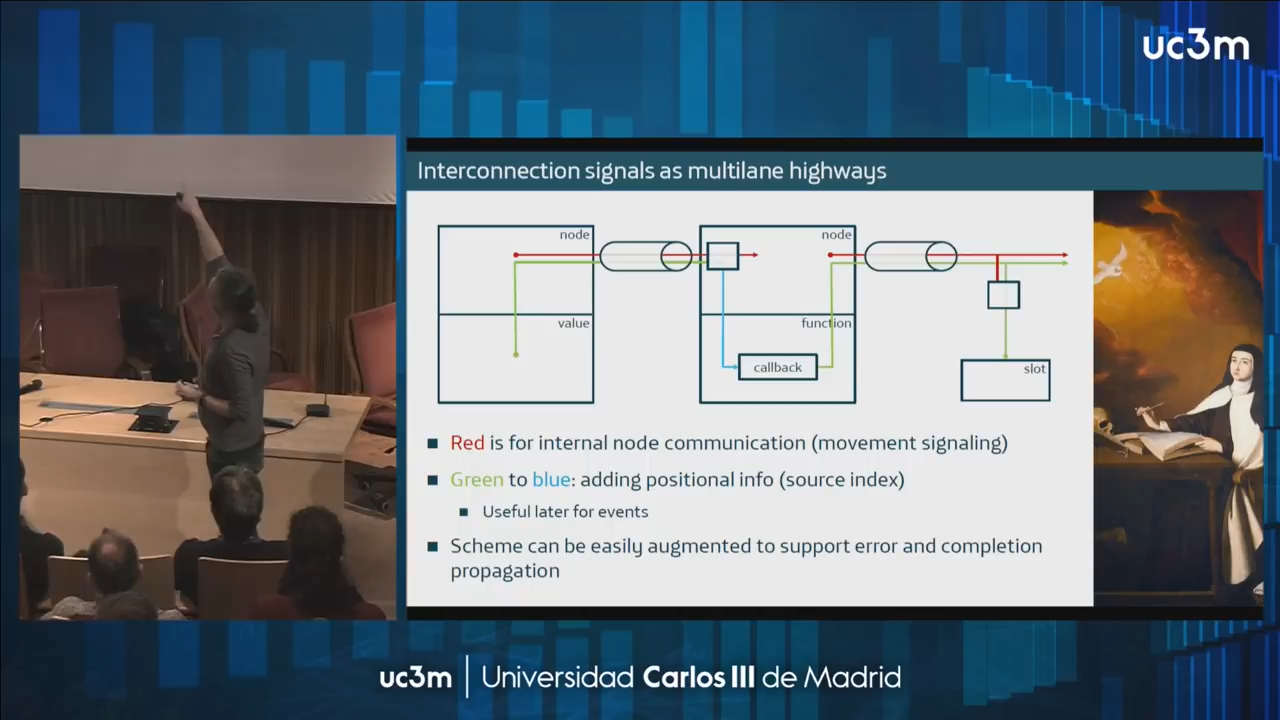 uc3m
Interconnection signals as multilane highways
node
node
value
function
callback
slot
Red is for internal node communication (movement signaling)
Green to blue: adding positional info (source index)
Useful later for events
Scheme can be easily augmented to support error and completion
propagation
uc3m | Universidad Carlos III de Madrid